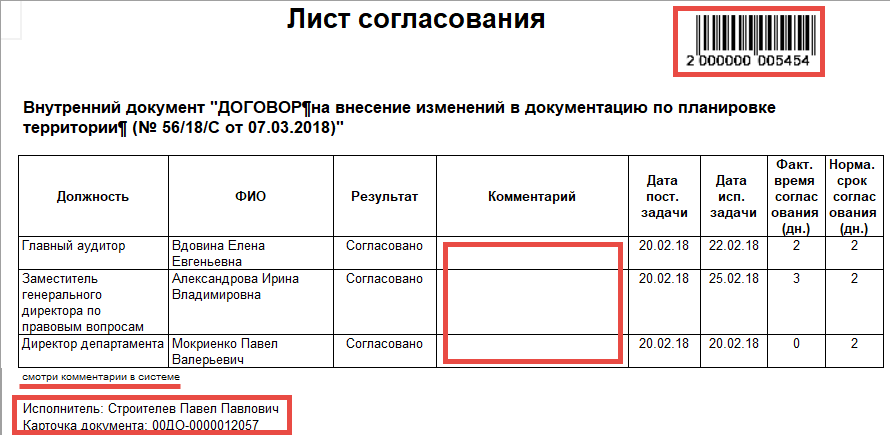 Лист согласования
2 000000 005454
Внутренний документ "ДОГОВОР¶на внесение изменений в документацию по планировке
территории¶ (№ 56/18/С от 07.03.2018)"
Должность ФИО Результат Комментарий Дата пост. задачи Дата исп. задачи Факт. время соглас ования (дн.) Норма. срок соглас ования (дн.)
Главный аудитор Вдовина Елена Согласовано 20.02.18 22.02.18 2 2
Евгеньевна
Заместитель Александрова Ирина Согласовано 20.02.18 25.02.18 3 2
генерального Владимировна
директора по
правовым вопросам
Директор департамента Мокриенко Павел Согласовано 20.02.18 20.02.18 0 2
Валерьевич
смотри комментарии в системе
Исполнитель: Строителев Павел Павлович
Карточка документа: 00ДО-0000012057